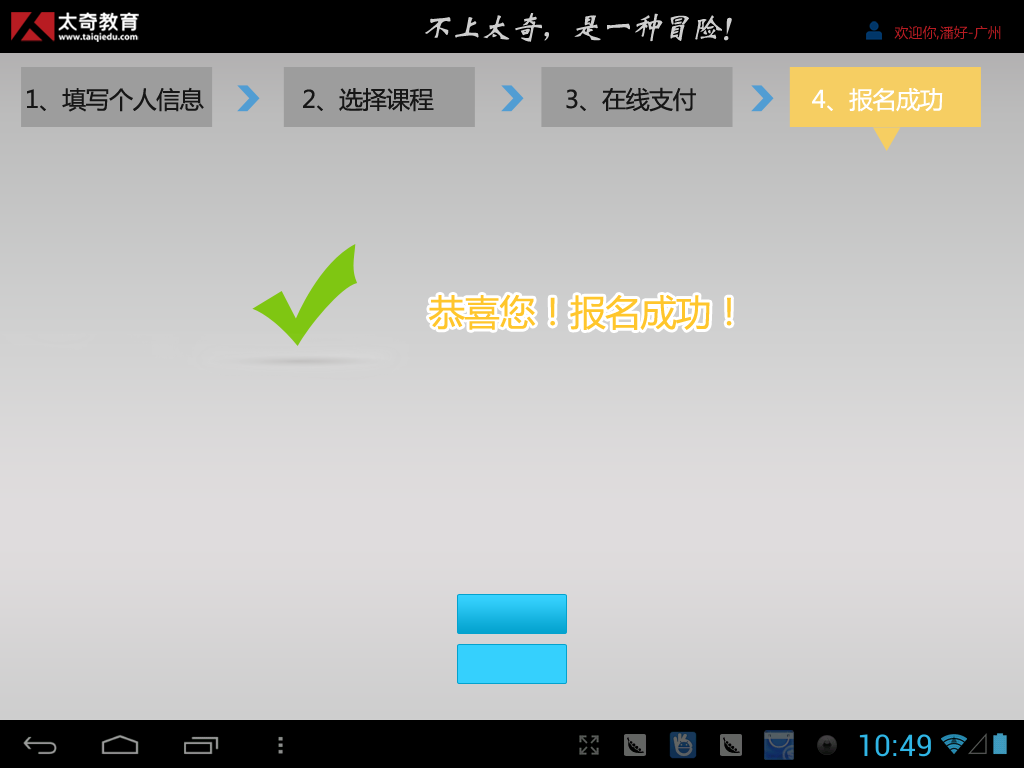 太奇教育
www.taiqiedu.com
不上太奇，是一种冒险!
欢迎你,潘好-广州
1、填写个人信息
2、选择课程
3、在线支付
4、报名成功
恭喜您！报名成功！
10:49